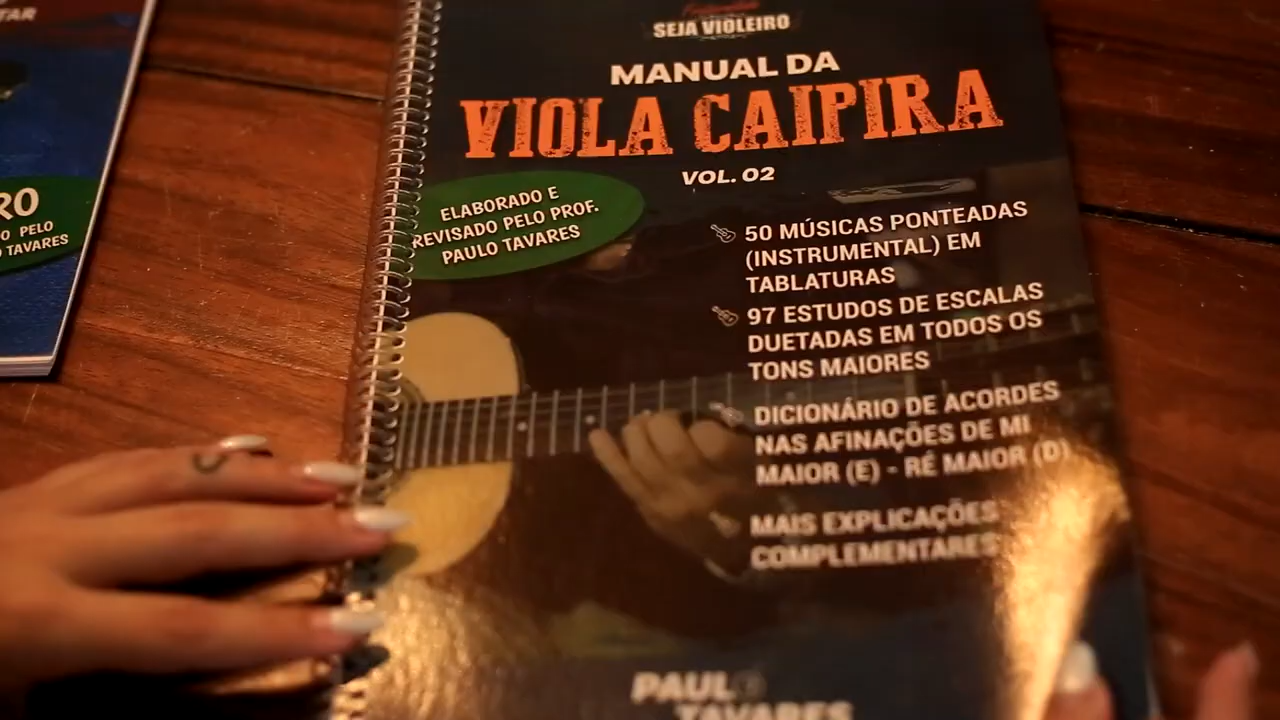 TAR
RO
O PELO
O TAVARES
SEJA VIOLEIRO
MANUAL DA
VIOLA CAIPIRA
VOL. 02
ELABORADO E
REVISADO PELO PROF.
PAULO TAVARES
50 MÚSICAS PONTEADAS
(INSTRUMENTAL) EM
TABLATURAS
97 ESTUDOS DE ESCALAS
DUETADAS EM TODOS OS
TONS MAIORES
DICIONÁRIO DE ACORDES
NAS AFINAÇÕES DE MI
MAIOR (E) - RÉ MAIOR (D)
MAIS EXPLICAÇÕES
COMPLEMENTARES
PAULO
TAVARES